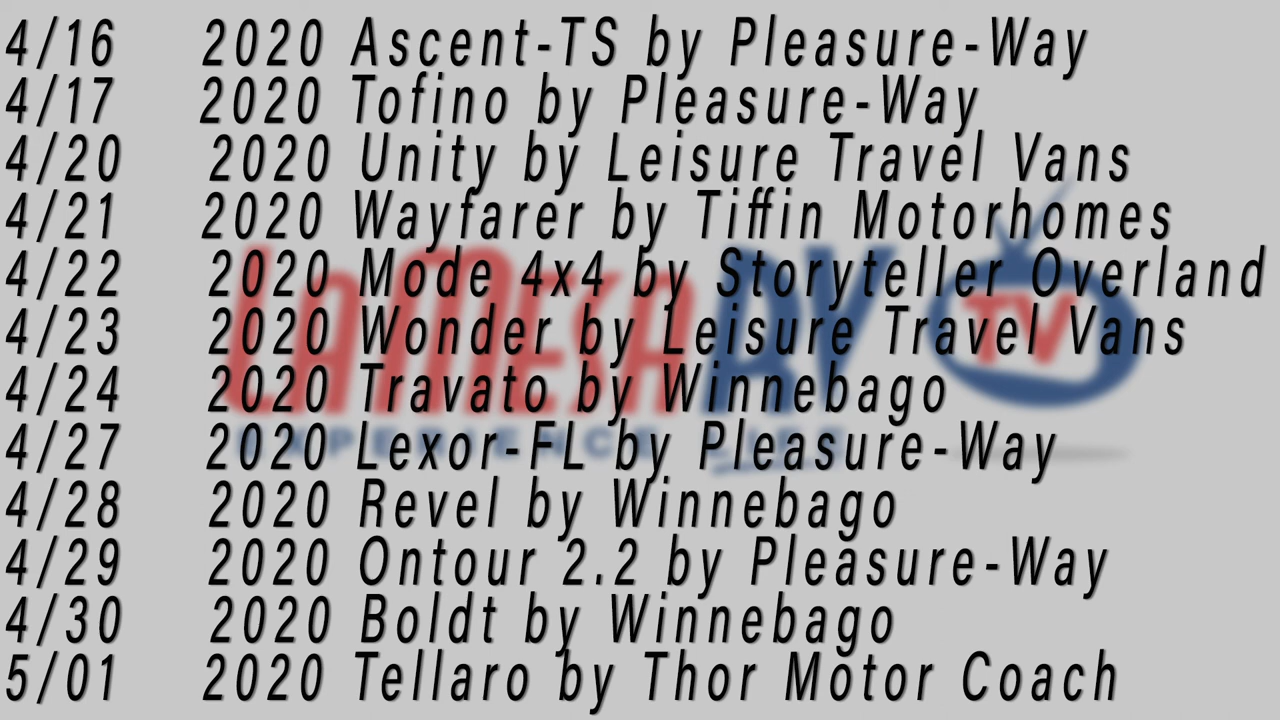 4/16 2020 Ascent-TS by Pleasure-Way
4/17 2020 Tofino by Pleasure-Way
4/20 2020 Unity by Leisure Travel Vans
4/21 2020 Wayfarer by Tiffin Motorhomes
4/22 2020 Mode 4x4 by Storyteller Overland
4/23 2020 Wonder by Leisure Travel Vans
4/24 2020 Travato by Winnebago
4/27 2020 Lexor-FL by Pleasure-Way
4/28 2020 Revel by Winnebago
4/29 2020 Ontour 2.2 by Pleasure-Way
4/30 2020 Boldt by Winnebago
5/01 2020 Tellaro by Thor Motor Coach
LaMesa RV TV
EXPERIENCE